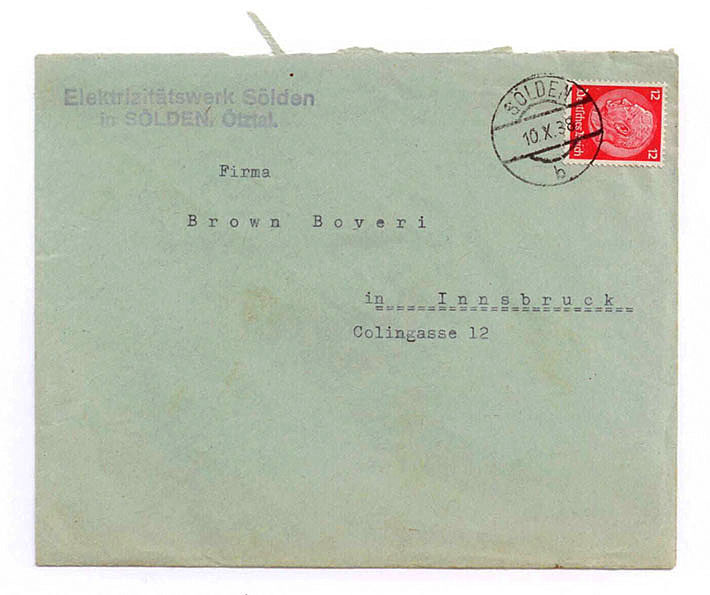 Elektrizitätswerk Sölden
in SÖLDEN, Ötztal.
SÖLDEN
10.X.38
b
12
Deutsches Reich
12
Firma
Brown Boveri
in Innsbruck
Colingasse 12